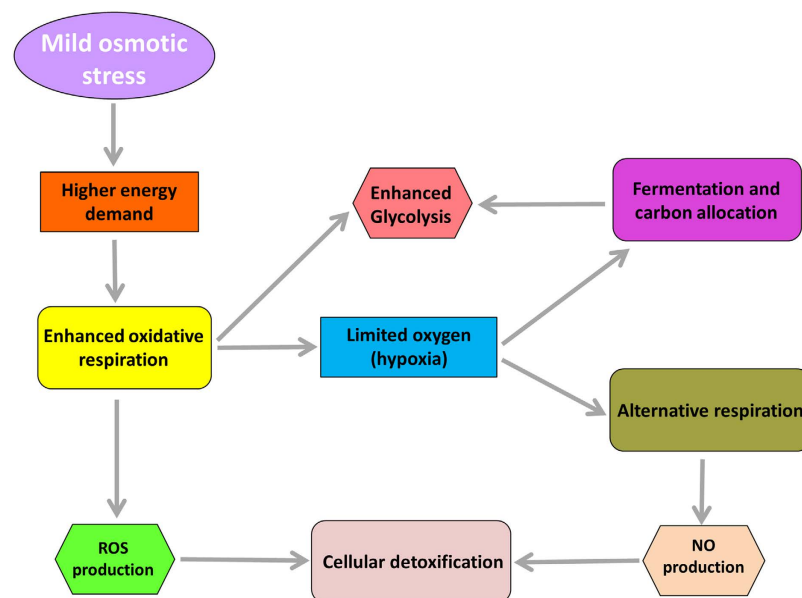 Mild osmotic
stress
Higher energy
demand
Enhanced
Glycolysis
Fermentation and
carbon allocation
Enhanced oxidative
respiration
Limited oxygen
(hypoxia)
Alternative respiration
ROS
production
Cellular detoxification
NO
production